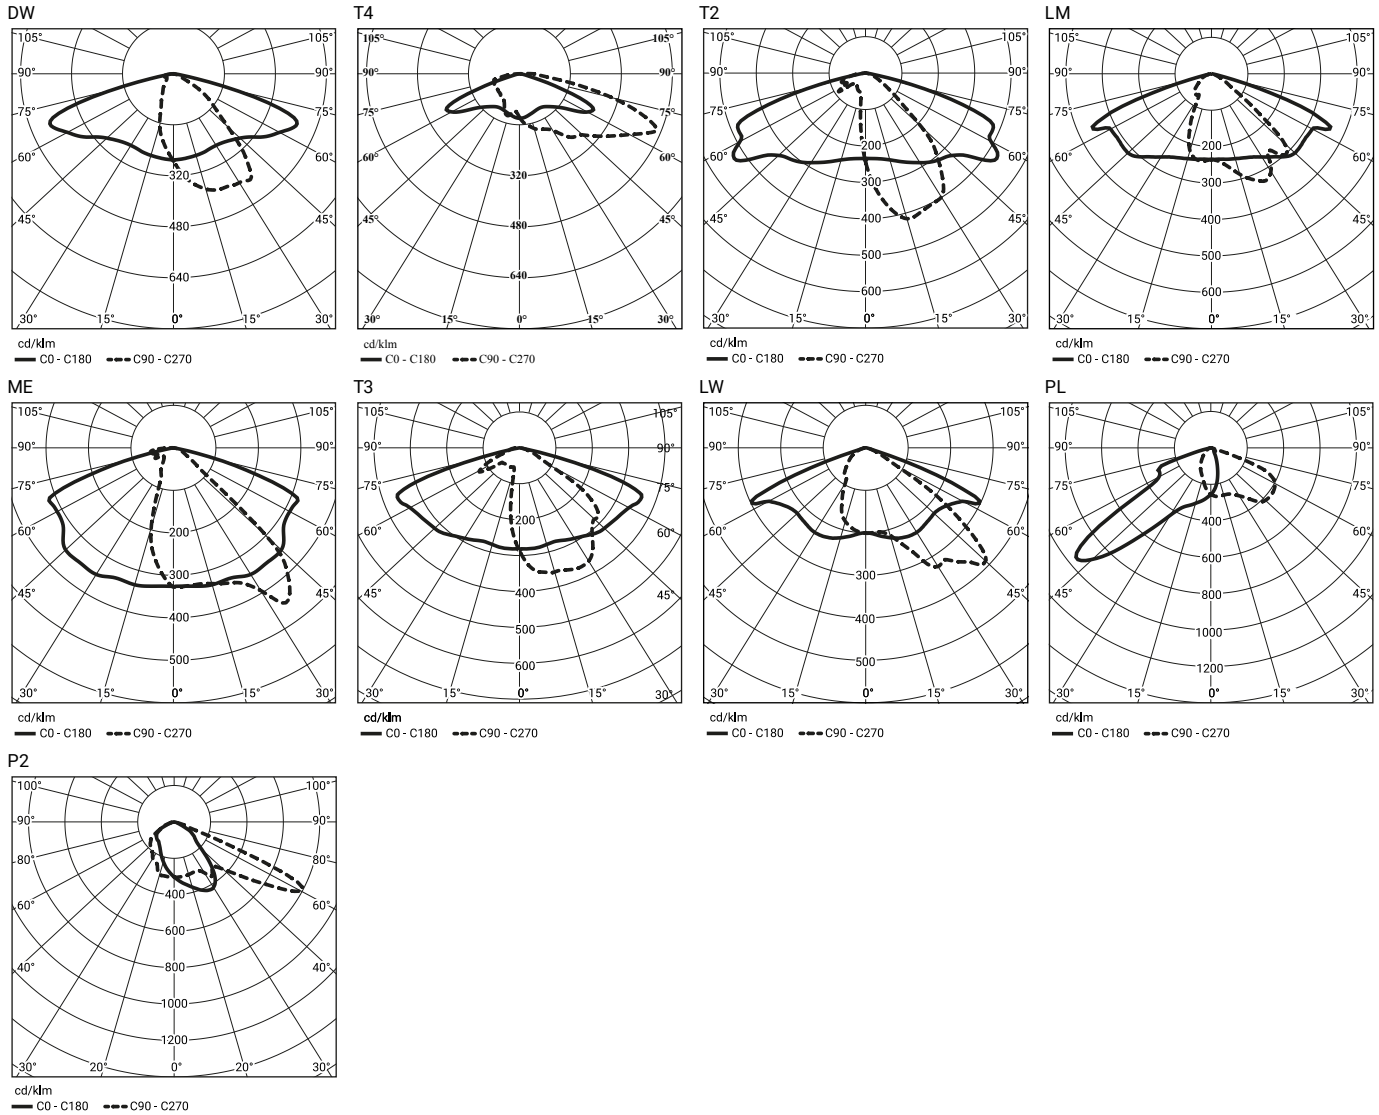 DW
105° 105°
90° 90°
75° 75°
60° 60°
320
45° 480 45°
640
30° 15° 0° 15° 30°
cd/klm
C0 - C180 C90 - C270
T4
105° 105°
90° 90°
75° 75°
60° 60°
320
45° 480 45°
640
30° 15° 0° 15° 30°
cd/klm
C0 - C180 C90 - C270
T2
105° 105°
90° 90°
75° 75°
200
60° 60°
300
45° 400 45°
500
600
30° 15° 0° 15° 30°
cd/klm
C0 - C180 C90 - C270
LM
105° 105°
90° 90°
75° 75°
200
60° 60°
300
45° 400 45°
500
600
30° 15° 0° 15° 30°
cd/klm
C0 - C180 C90 - C270
ME
105° 105°
90° 90°
75° 75°
60° 200 60°
300
45° 45°
400
500
30° 15° 0° 15° 30°
cd/klm
C0 - C180 C90 - C270
T3
105° 105°
90° 90°
75° 5°
200
60° 60°
400
45° 45°
500
600
30° 15° 0° 15° 30°
cd/klm
C0 - C180 C90 - C270
LW
105° 105°
90° 90°
75° 75°
60° 60°
300
45° 45°
400
500
30° 15° 0° 15° 30°
cd/klm
C0 - C180 C90 - C270
PL
105° 105°
90° 90°
75° 75°
400
60° 60°
600
45° 800 45°
1000
1200
30° 15° 0° 15° 30°
cd/klm
C0 - C180 C90 - C270
P2
100° 100°
90° 90°
80° 80°
400
60° 60°
600
40° 800 40°
1000
1200
30° 20° 0° 20° 30°
cd/klm
C0 - C180 C90 - C270